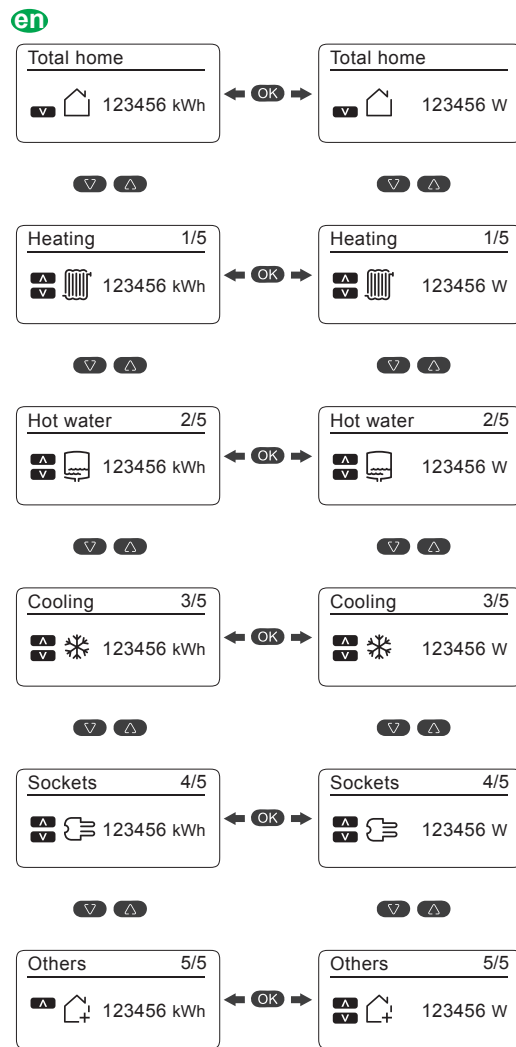 en
Total home
123456 kWh
OK
Total home
123456 W
Heating 1/5
123456 kWh
OK
Heating 1/5
123456 W
Hot water 2/5
123456 kWh
OK
Hot water 2/5
123456 W
Cooling 3/5
123456 kWh
OK
Cooling 3/5
123456 W
Sockets 4/5
123456 kWh
OK
Sockets 4/5
123456 W
Others 5/5
123456 kWh
OK
Others 5/5
123456 W